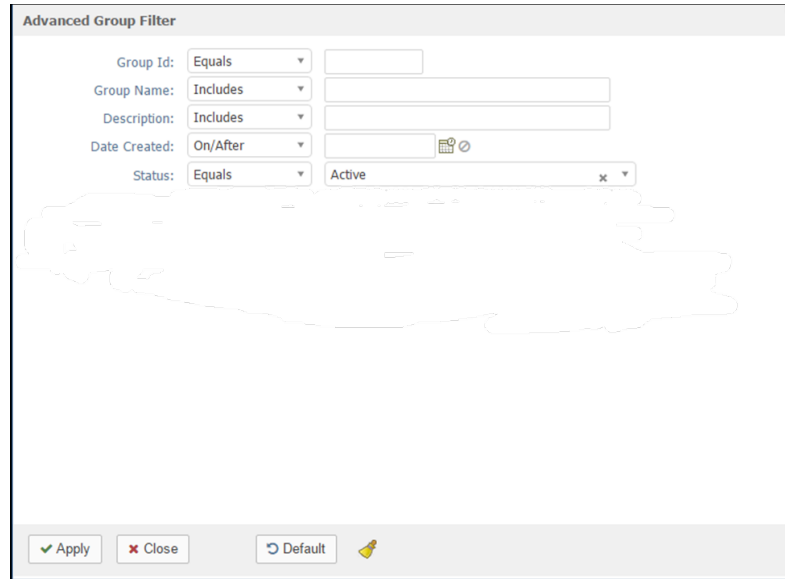 Advanced Group Filter
Group Id: Equals
Group Name: Includes
Description: Includes
Date Created: On/After
Status: Equals Active
Apply Close Default